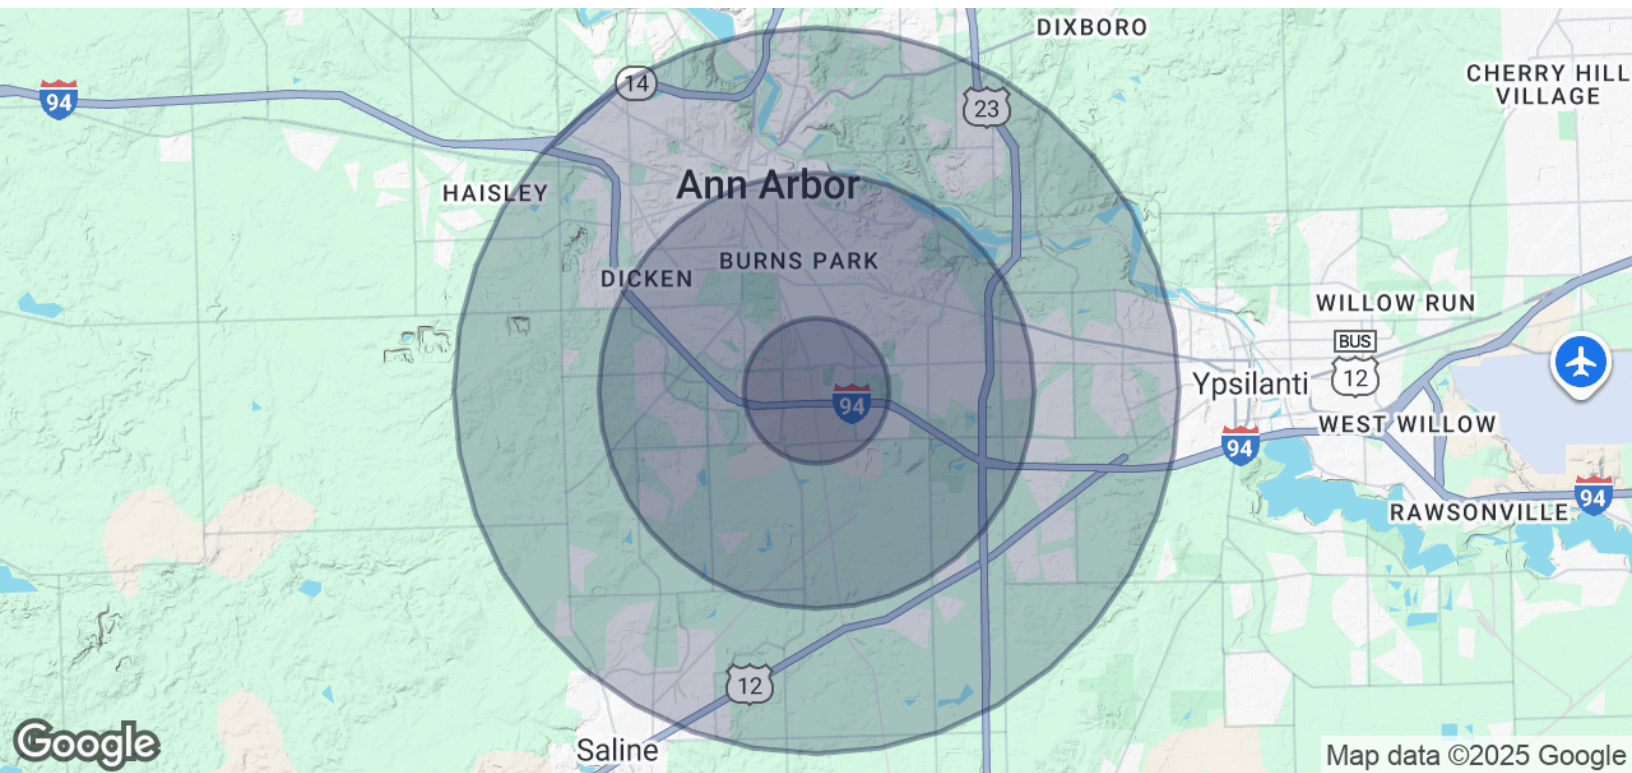 DIXBORO
CHERRY HILL
VILLAGE
14
94
23
Ann Arbor
HAISLEY
BURNS PARK
DICKEN
WILLOW RUN
BUS
12
Ypsilanti
94
WEST WILLOW
94
94
RAWSONVILLE
12
Saline
Google
Map data ©2025 Google